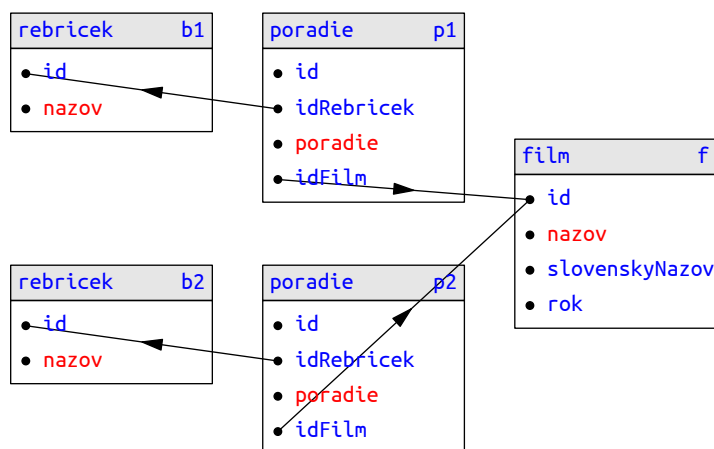 rebricek b1
id
nazov
poradie p1
id
idRebricek
poradie
idFilm
film f
id
nazov
slovenskyNazov
rok
rebricek b2
id
nazov
poradie p2
id
idRebricek
poradie
idFilm